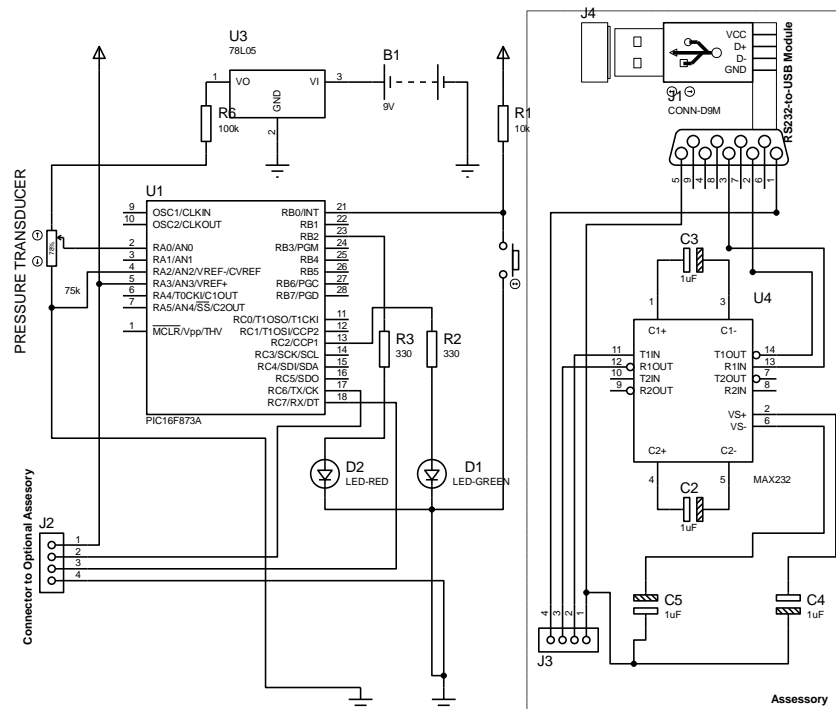 U3
78L05
1
VO
VI
3
GND
2
B1
9V
R6
100k
R1
10k
PRESSURE TRANSDUCER
78%
75k
U1
9
OSC1/CLKIN
10
OSC2/CLKOUT
2
RA0/AN0
3
RA1/AN1
4
RA2/AN2/VREF-/CVREF
5
RA3/AN3/VREF+
6
RA4/T0CKI/C1OUT
7
RA5/AN4/SS/C2OUT
1
MCLR/Vpp/THV
RB0/INT
21
RB1
22
RB2
23
RB3/PGM
24
RB4
25
RB5
26
RB6/PGC
27
RB7/PGD
28
RC0/T1OSO/T1CKI
11
RC1/T1OSI/CCP2
12
RC2/CCP1
13
RC3/SCK/SCL
14
RC4/SDI/SDA
15
RC5/SDO
16
RC6/TX/CK
17
RC7/RX/DT
18
PIC16F873A
R3
330
R2
330
D2
LED-RED
D1
LED-GREEN
J2
1
2
3
4
Connector to Optional Assesory
J4
VCC
D+
D-
GND
RS232-to-USB Module
J1
CONN-D9M
5
9
4
8
3
7
2
6
1
C3
1uF
1
3
U4
C1+
C1-
11
T1IN
12
R1OUT
10
T2IN
9
R2OUT
T1OUT
14
R1IN
13
T2OUT
7
R2IN
8
VS+
2
VS-
6
C2+
C2-
4
5
MAX232
C2
1uF
C5
1uF
C4
1uF
4
3
2
1
J3
Assessory